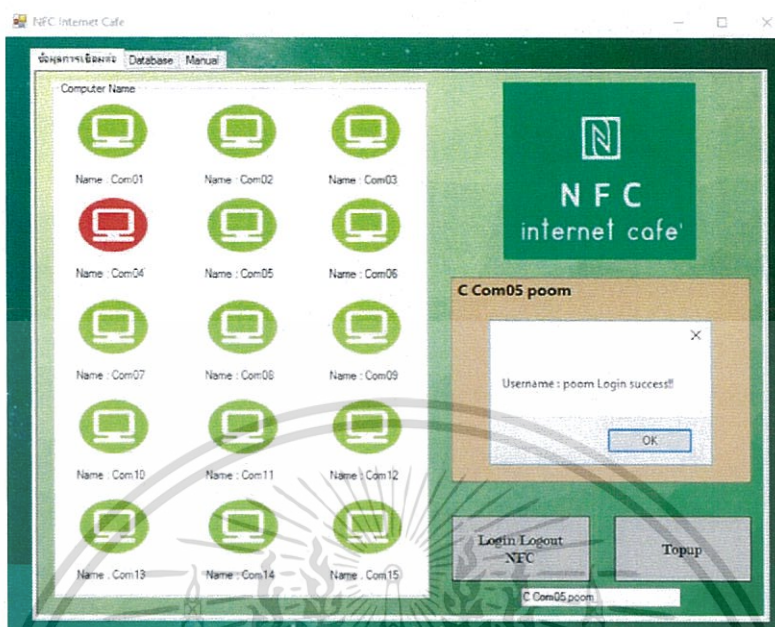 NFC Internet Cafe
ข้อมูลการเชื่อมต่อ Database Manual
Computer Name
Name : Com01 Name : Com02 Name : Com03
Name : Com04 Name : Com05 Name : Com06
Name : Com07 Name : Com08 Name : Com09
Name : Com10 Name : Com11 Name : Com12
Name : Com13 Name : Com14 Name : Com15
N F C
internet cafe'
C Com05 poom
Username : poom Login success!!
OK
Login Logout
NFC
Topup
C Com05 poom